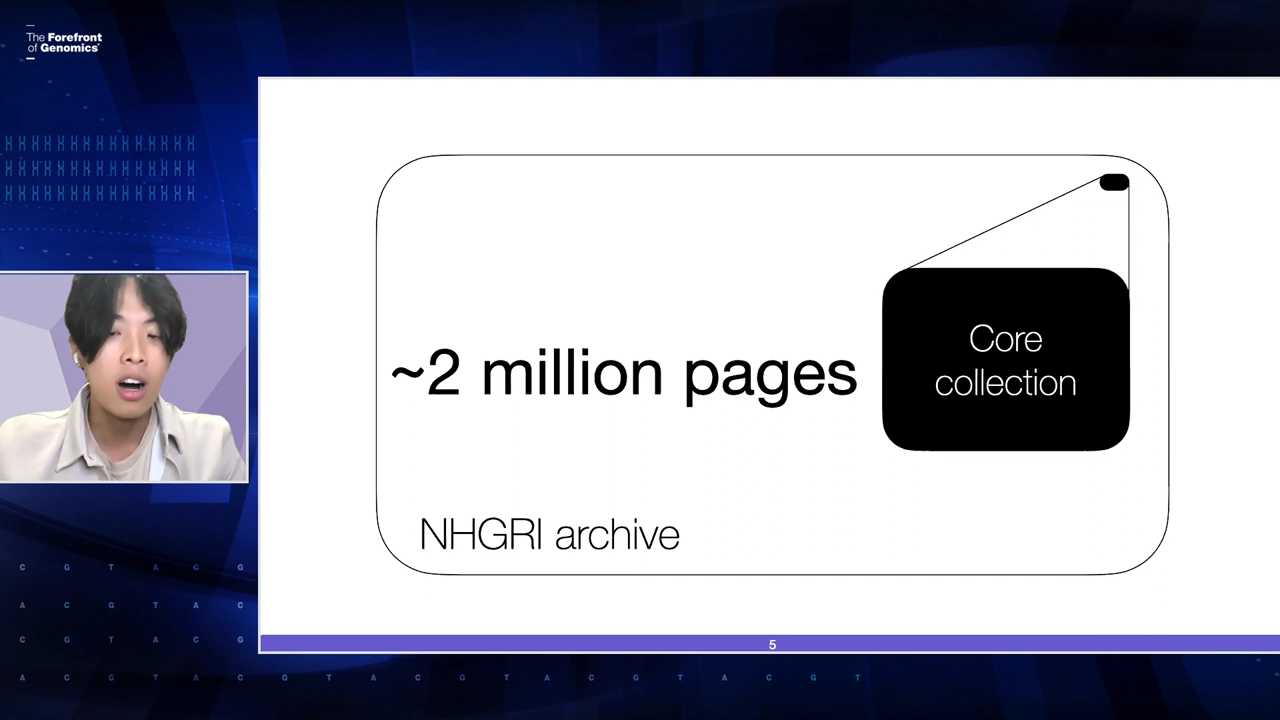 The Forefront
of Genomics®
Core
collection
~2 million pages
NHGRI archive
5
C G T A C G
A C G T A C
C G T A C G
A C G T A C G T A C G T A C G T A C G T